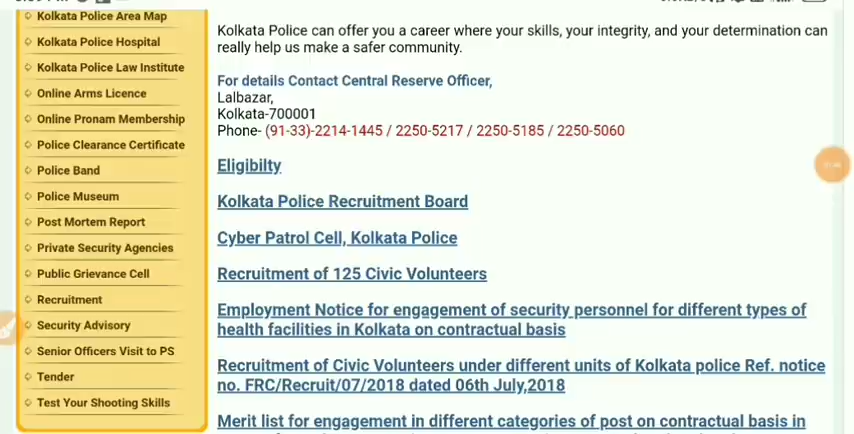 Kolkata Police Area Map
Kolkata Police Hospital
Kolkata Police Law Institute
Online Arms Licence
Online Pronam Membership
Police Clearance Certificate
Police Band
Police Museum
Post Mortem Report
Private Security Agencies
Public Grievance Cell
Recruitment
Security Advisory
Senior Officers Visit to PS
Tender
Test Your Shooting Skills
Kolkata Police can offer you a career where your skills, your integrity, and your determination can
really help us make a safer community.
For details Contact Central Reserve Officer,
Lalbazar,
Kolkata-700001
Phone- (91-33)-2214-1445 / 2250-5217 / 2250-5185 / 2250-5060
Eligibilty
Kolkata Police Recruitment Board
Cyber Patrol Cell, Kolkata Police
Recruitment of 125 Civic Volunteers
Employment Notice for engagement of security personnel for different types of
health facilities in Kolkata on contractual basis
Recruitment of Civic Volunteers under different units of Kolkata police Ref. notice
no. FRC/Recruit/07/2018 dated 06th July,2018
Merit list for engagement in different categories of post on contractual basis in